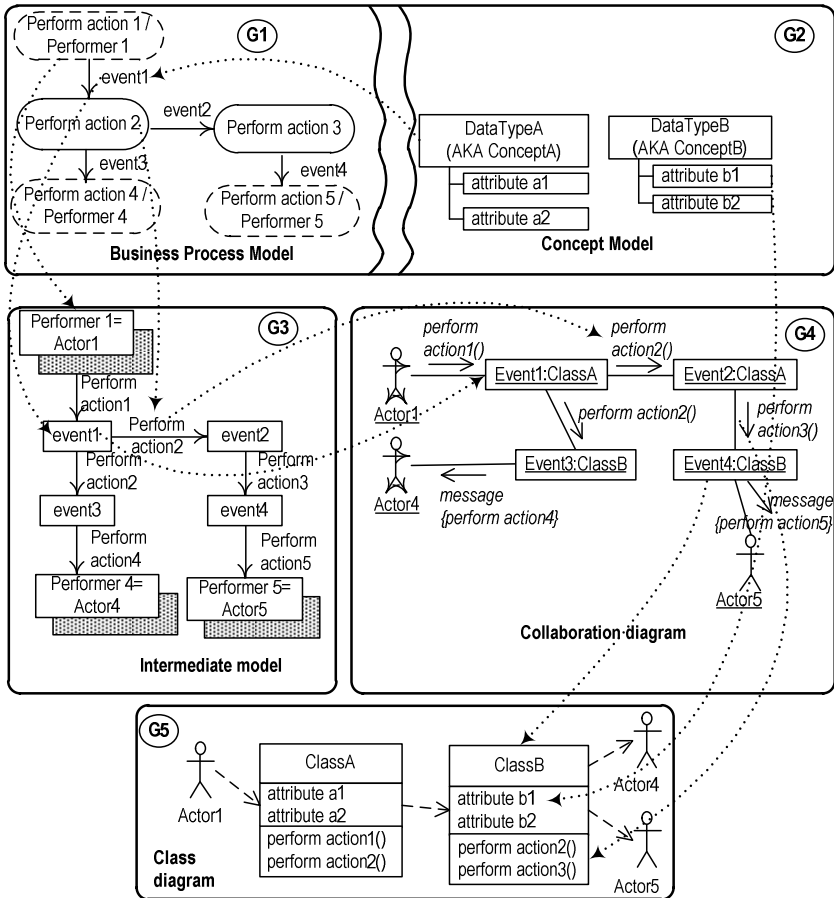 Perform action 1 /
Performer 1
G1
G2
event1
event2
Perform action 2
Perform action 3
event3
event4
Perform action 4 /
Performer 4
Perform action 5 /
Performer 5
Business Process Model
DataTypeA
(AKA ConceptA)
attribute a1
attribute a2
DataTypeB
(AKA ConceptB)
attribute b1
attribute b2
Concept Model
G3
Performer 1=
Actor1
Perform
action1
event1
Perform
action2
event2
Perform
action2
Perform
action3
event3
event4
Perform
action4
Perform
action5
Performer 4=
Actor4
Performer 5=
Actor5
Intermediate model
G4
perform
action1()
perform
action2()
Actor1
Event1:ClassA
Event2:ClassA
perform action2()
perform
action3()
Actor4
Event3:ClassB
Event4:ClassB
message
{perform action4}
message
{perform action5}
Actor5
Collaboration diagram
G5
Actor1
ClassA
attribute a1
attribute a2
perform action1()
perform action2()
ClassB
attribute b1
attribute b2
perform action2()
perform action3()
Actor4
Actor5
Class
diagram